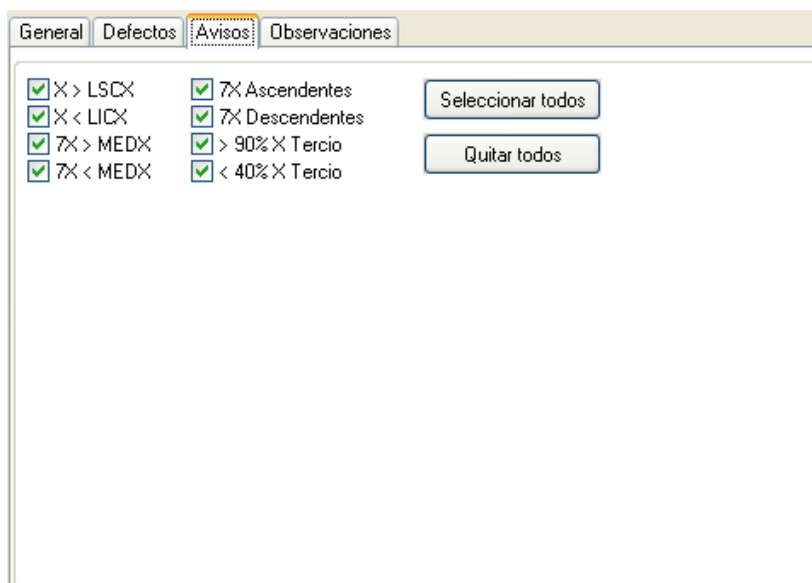 General Defectos Avisos Observaciones
X > LSCX
X < LICX
7X > MEDX
7X < MEDX
7X Ascendentes
7X Descendentes
> 90% X Tercio
< 40% X Tercio
Seleccionar todos
Quitar todos